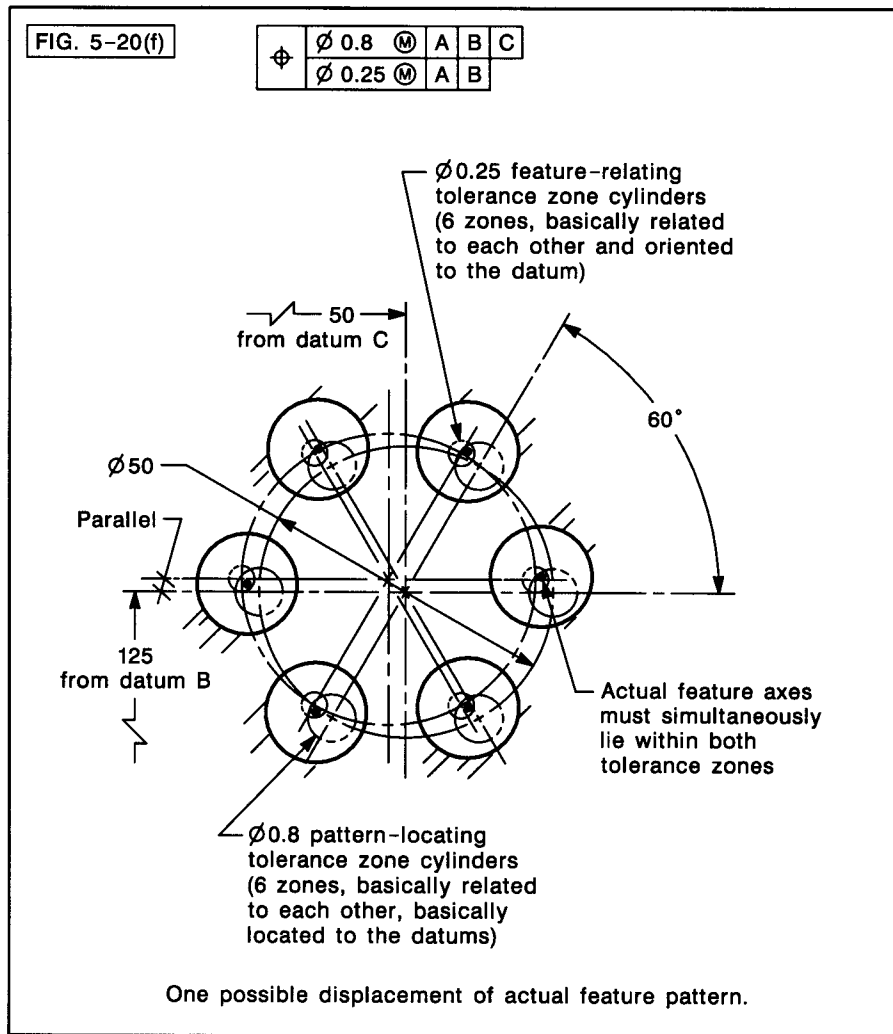 FIG. 5-20(f)
⌖ Ø 0.8 Ⓜ A B C
Ø 0.25 Ⓜ A B
Ø0.25 feature-relating
tolerance zone cylinders
(6 zones, basically related
to each other and oriented
to the datum)
50
from datum C
60°
Ø50
Parallel
125
from datum B
Actual feature axes
must simultaneously
lie within both
tolerance zones
Ø0.8 pattern-locating
tolerance zone cylinders
(6 zones, basically related
to each other, basically
located to the datums)
One possible displacement of actual feature pattern.